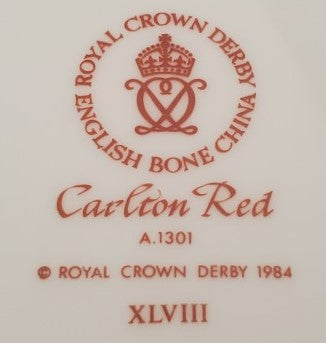 ROYAL CROWN DERBY
ENGLISH BONE CHINA
Carlton Red
A.1301
© ROYAL CROWN DERBY 1984
XLVIII